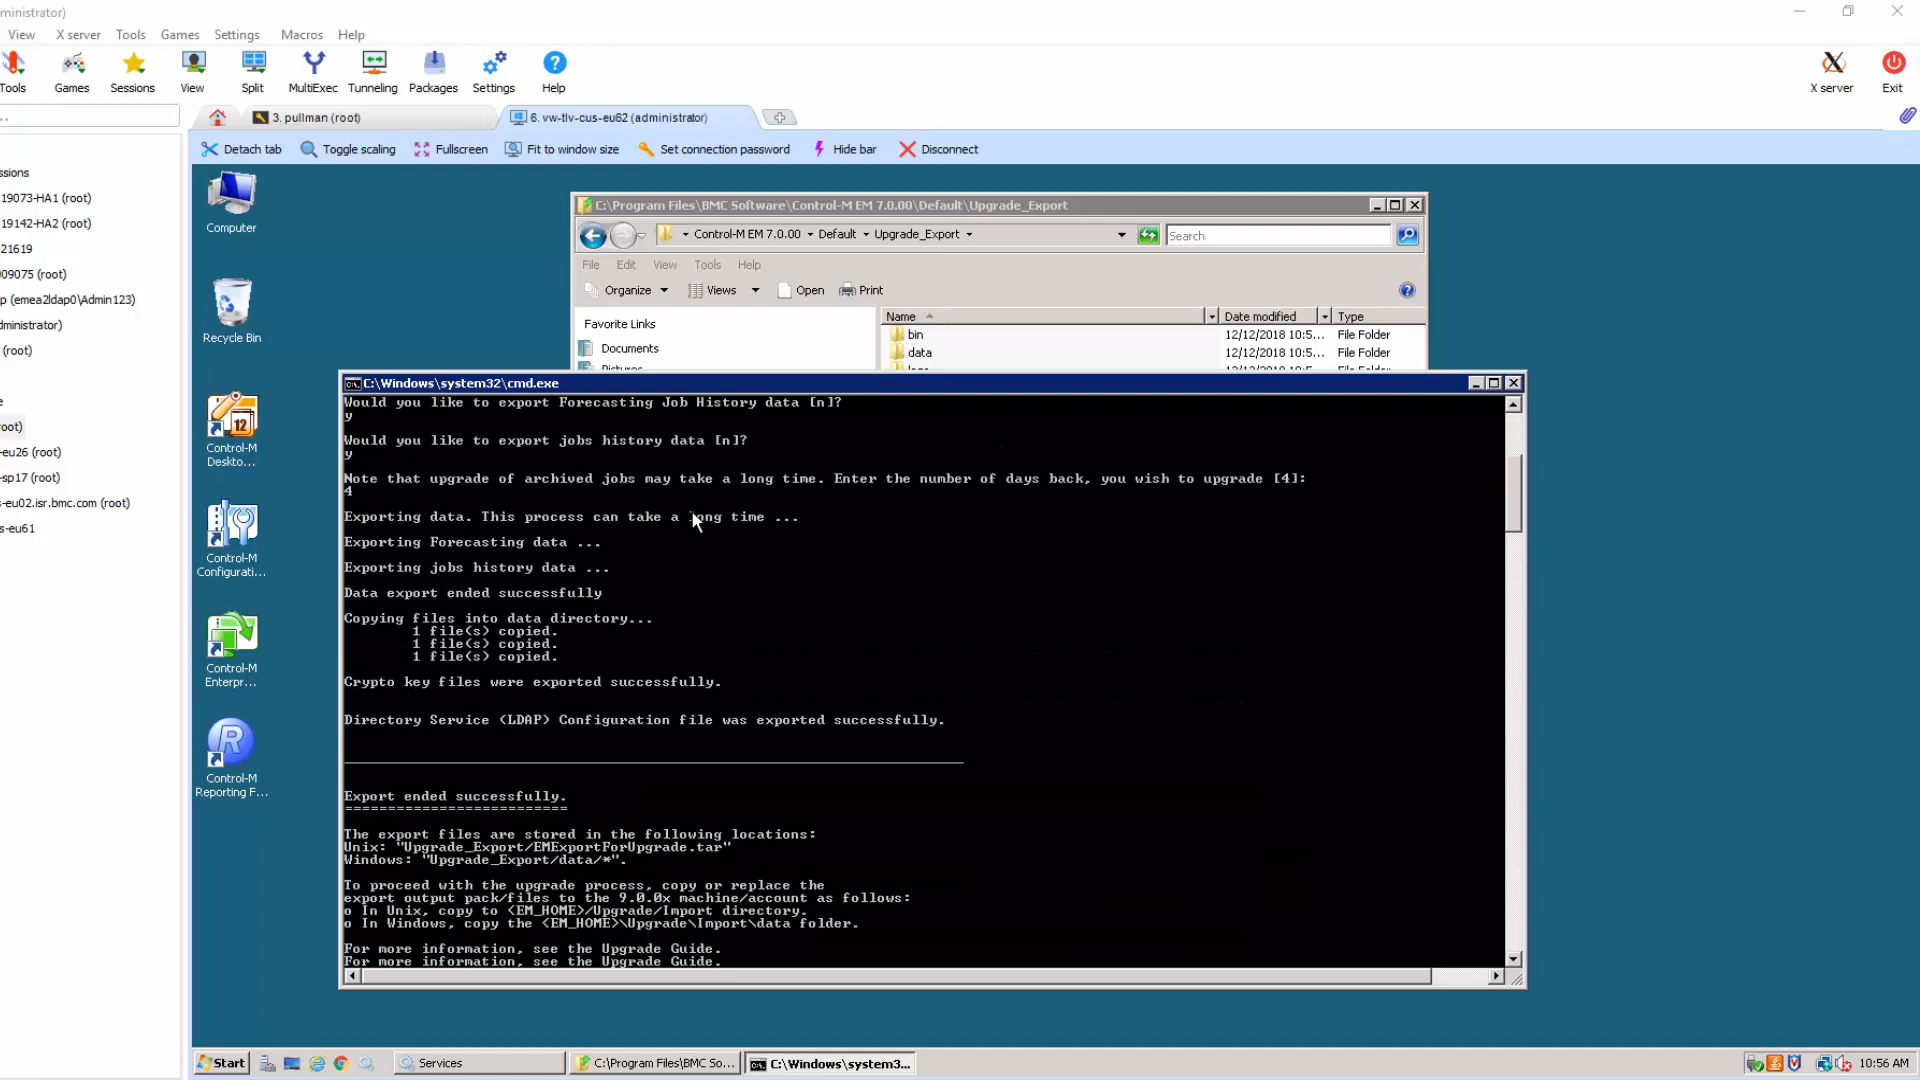 ministrator)
View X server Tools Games Settings Macros Help
Tools Games Sessions View Split MultiExec Tunneling Packages Settings Help X server Exit
3. pullman (root)
6. vw-tlv-cus-eu62 (administrator)
Detach tab Toggle scaling Fullscreen Fit to window size Set connection password Hide bar Disconnect
ssions
19073-HA1 (root)
19142-HA2 (root)
21619
009075 (root)
p (emea2ldap0\Admin123)
dministrator)
(root)
e
oot)
-eu26 (root)
-sp17 (root)
s-eu02.isr.bmc.com (root)
s-eu61
Computer
Recycle Bin
Control-M
Deskto...
Control-M
Configurati...
Control-M
Enterpr...
Control-M
Reporting F...
C:\Program Files\BMC Software\Control-M EM 7.0.00\Default\Upgrade_Export
Control-M EM 7.0.00 Default Upgrade_Export Search
File Edit View Tools Help
Organize Views Open Print
Favorite Links
Documents
Pictures
Name Date modified Type
bin 12/12/2018 10:5... File Folder
data 12/12/2018 10:5... File Folder
C:\Windows\system32\cmd.exe
Would you like to export Forecasting Job History data [n]?
y
Would you like to export jobs history data [n]?
y
Note that upgrade of archived jobs may take a long time. Enter the number of days back, you wish to upgrade [4]:
4
Exporting data. This process can take a long time ...
Exporting Forecasting data ...
Exporting jobs history data ...
Data export ended successfully
Copying files into data directory...
1 file(s) copied.
1 file(s) copied.
1 file(s) copied.
Crypto key files were exported successfully.
Directory Service (LDAP) Configuration file was exported successfully.
Export ended successfully.
==========================
The export files are stored in the following locations:
Unix: "Upgrade_Export/EMExportForUpgrade.tar"
Windows: "Upgrade_Export/data/*".
To proceed with the upgrade process, copy or replace the
export output pack/files to the 9.0.0x machine/account as follows:
o In Unix, copy to <EM_HOME>/Upgrade/Import directory.
o In Windows, copy the <EM_HOME>\Upgrade\Import\data folder.
For more information, see the Upgrade Guide.
For more information, see the Upgrade Guide.
Start Services C:\Program Files\BMC So... C:\Windows\system3... 10:56 AM